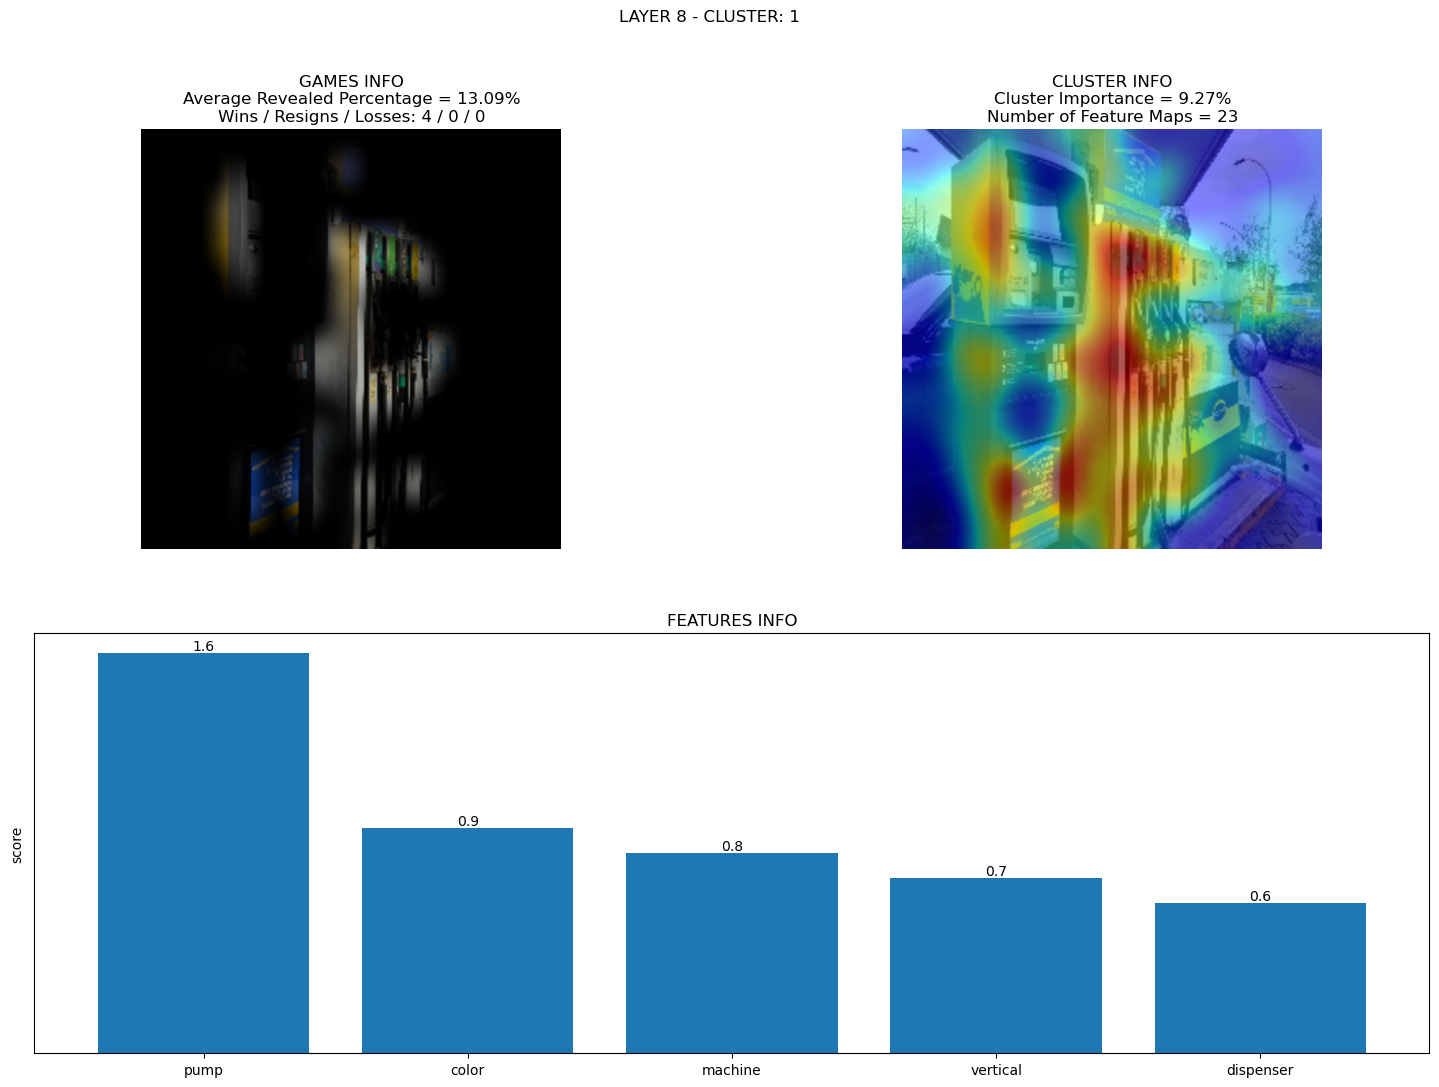 LAYER 8 - CLUSTER: 1
GAMES INFO
Average Revealed Percentage = 13.09%
Wins / Resigns / Losses: 4 / 0 / 0
CLUSTER INFO
Cluster Importance = 9.27%
Number of Feature Maps = 23
FEATURES INFO
score
1.6
0.9
0.8
0.7
0.6
pump
color
machine
vertical
dispenser